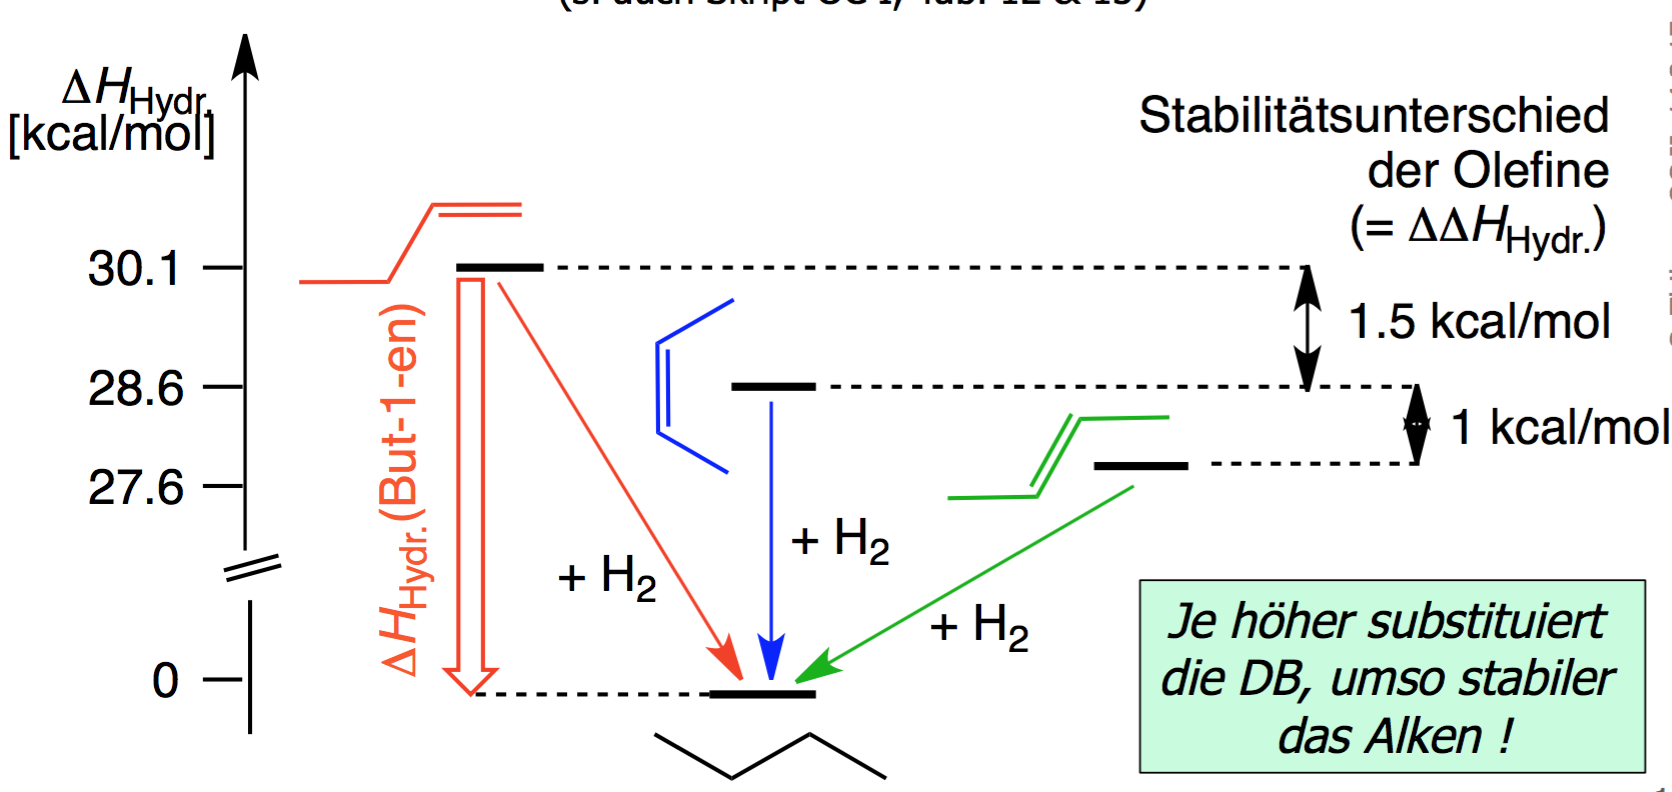 ΔH_Hydr.
[kcal/mol]
Stabilitätsunterschied
der Olefine
(= ΔΔH_Hydr.)
30.1
28.6
27.6
0
1.5 kcal/mol
1 kcal/mol
ΔH_Hydr.(But-1-en)
+ H₂
+ H₂
+ H₂
Je höher substituiert
die DB, umso stabiler
das Alken !